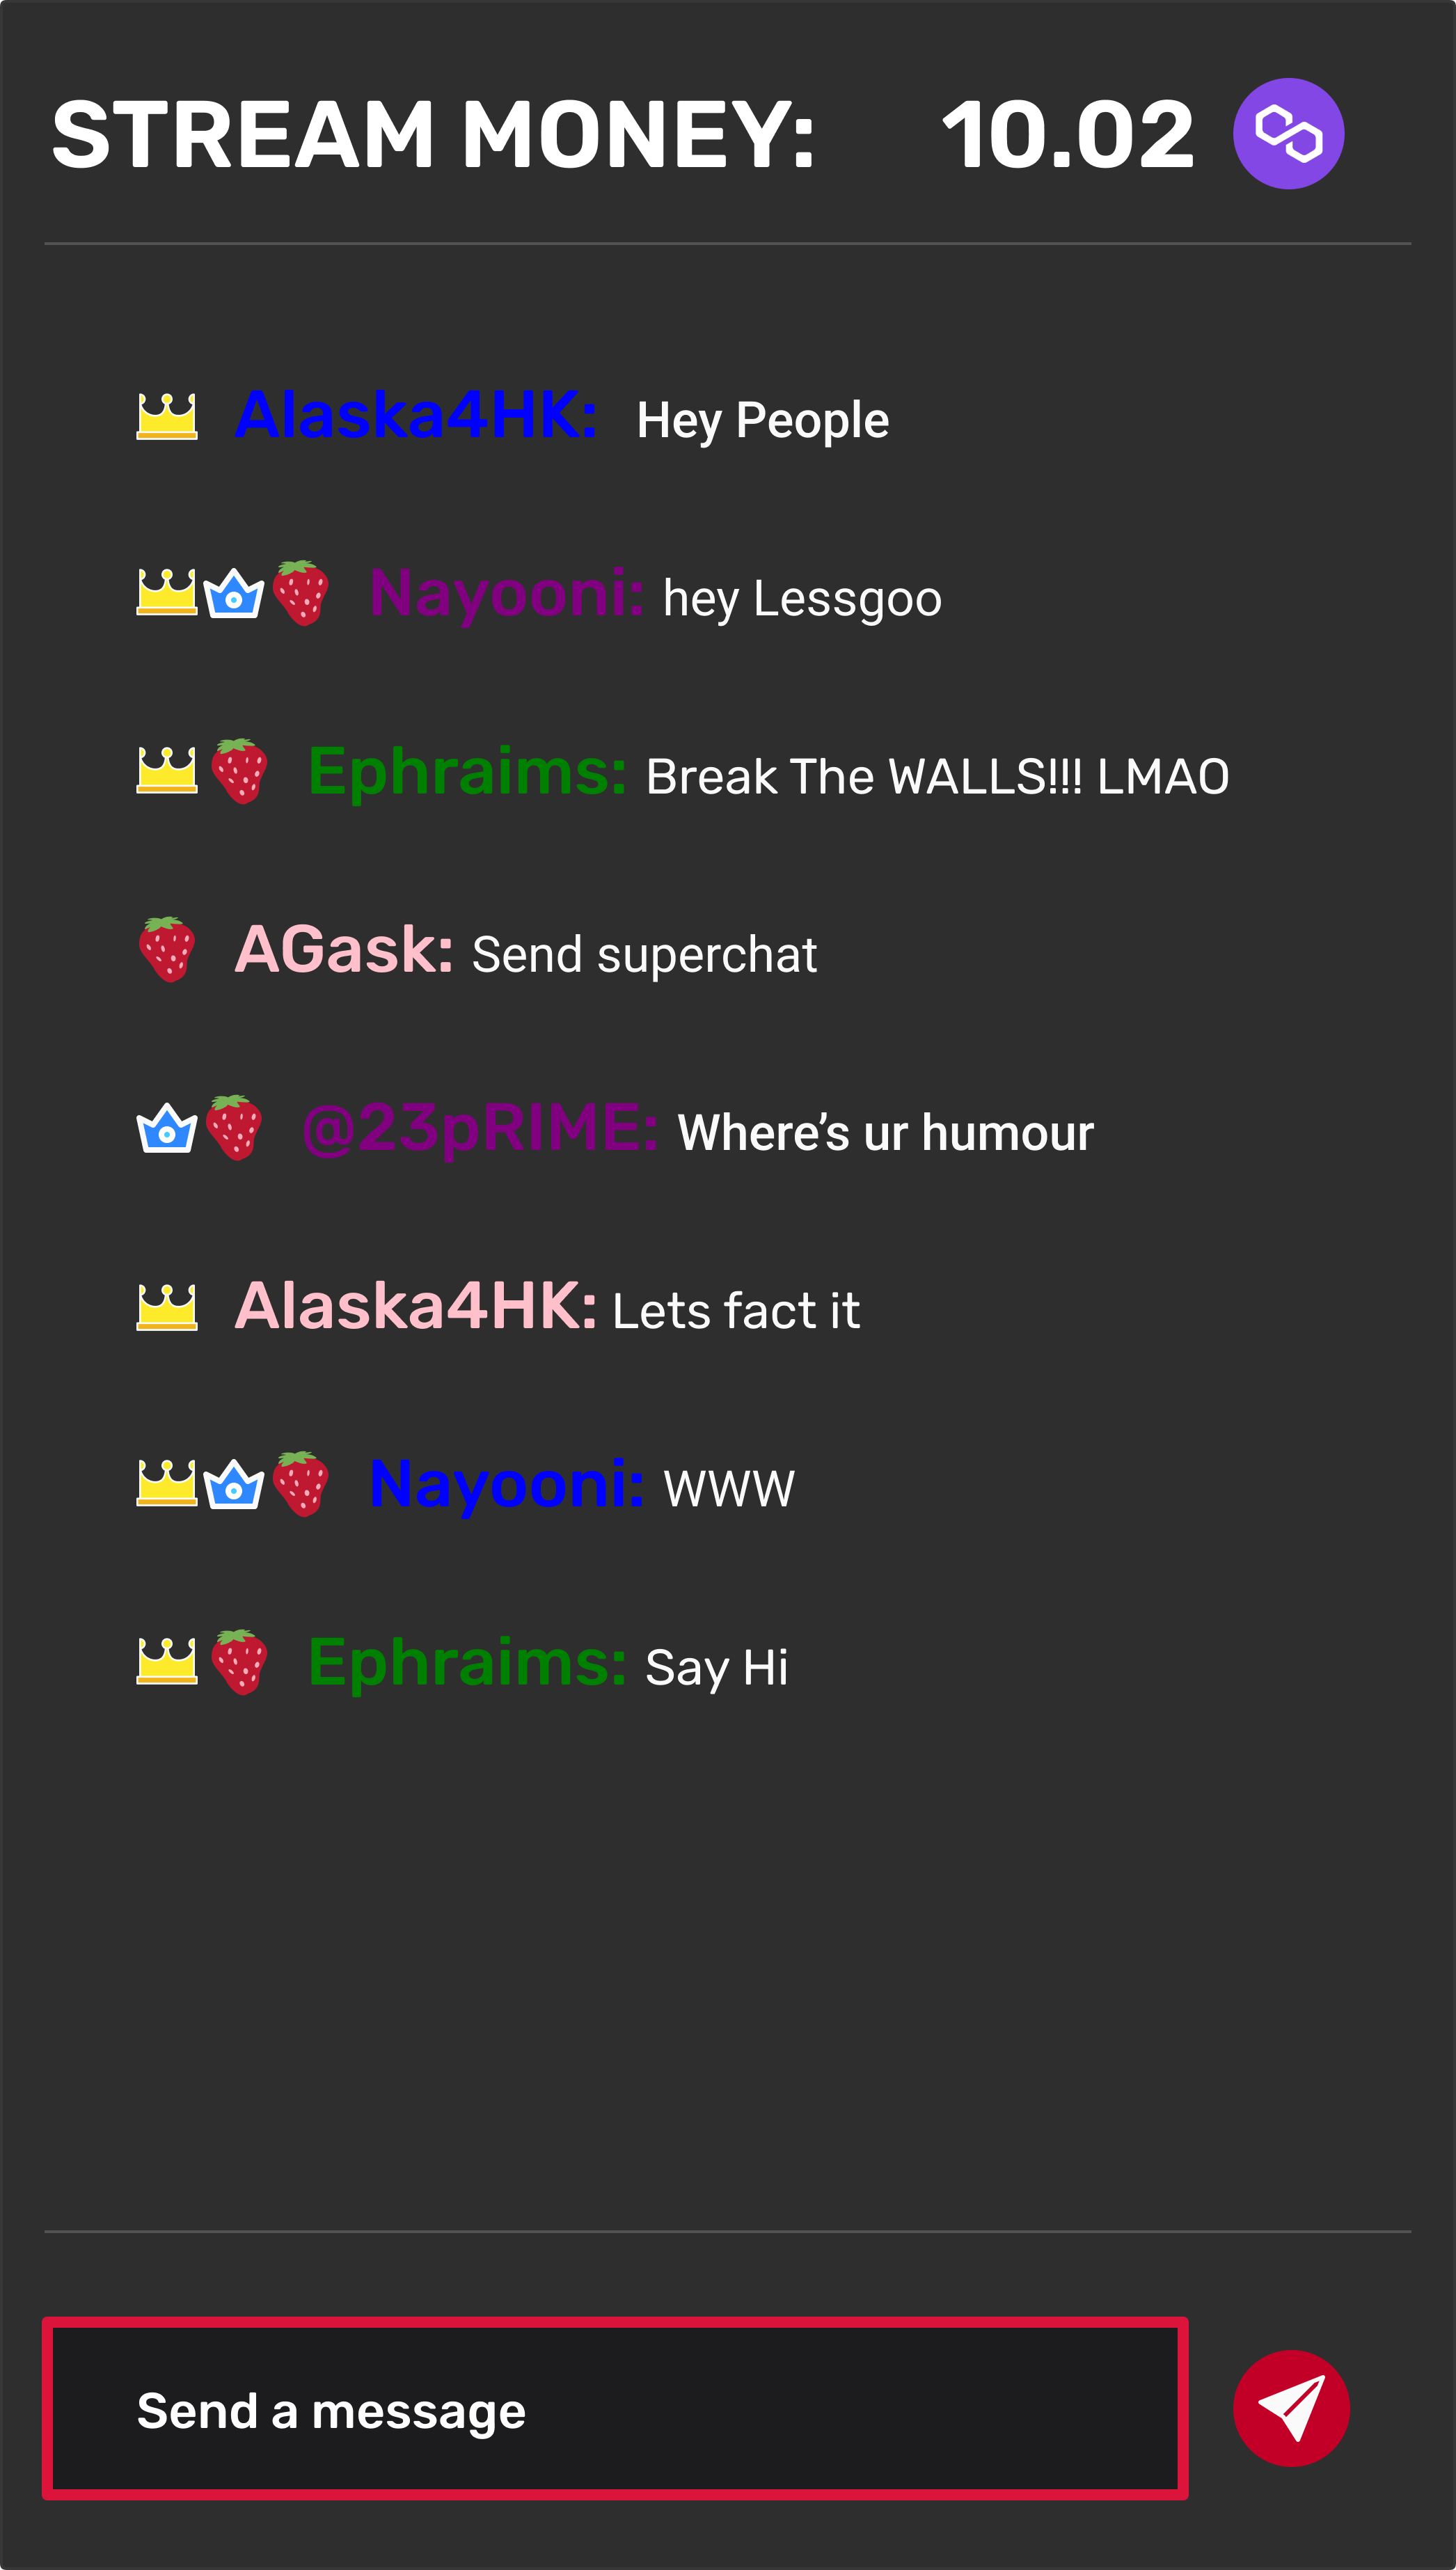 STREAM MONEY: 10.02
Alaska4HK: Hey People
Nayooni: hey Lessgoo
Ephraims: Break The WALLS!!! LMAO
AGask: Send superchat
@23pRIME: Where’s ur humour
Alaska4HK: Lets fact it
Nayooni: WWW
Ephraims: Say Hi
Send a message